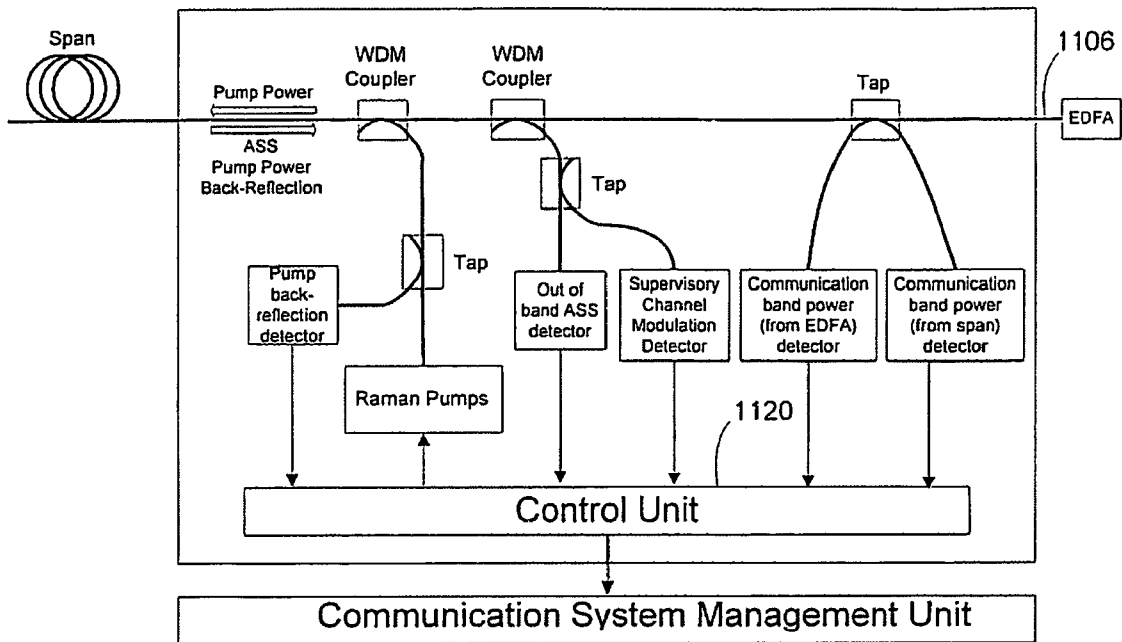 Span
Pump Power
ASS
Pump Power
Back-Reflection
WDM
Coupler
WDM
Coupler
Tap
1106
EDFA
Tap
Tap
Pump
back-
reflection
detector
Raman Pumps
Out of
band ASS
detector
Supervisory
Channel
Modulation
Detector
Communication
band power
(from EDFA)
detector
Communication
band power
(from span)
detector
1120
Control Unit
Communication System Management Unit